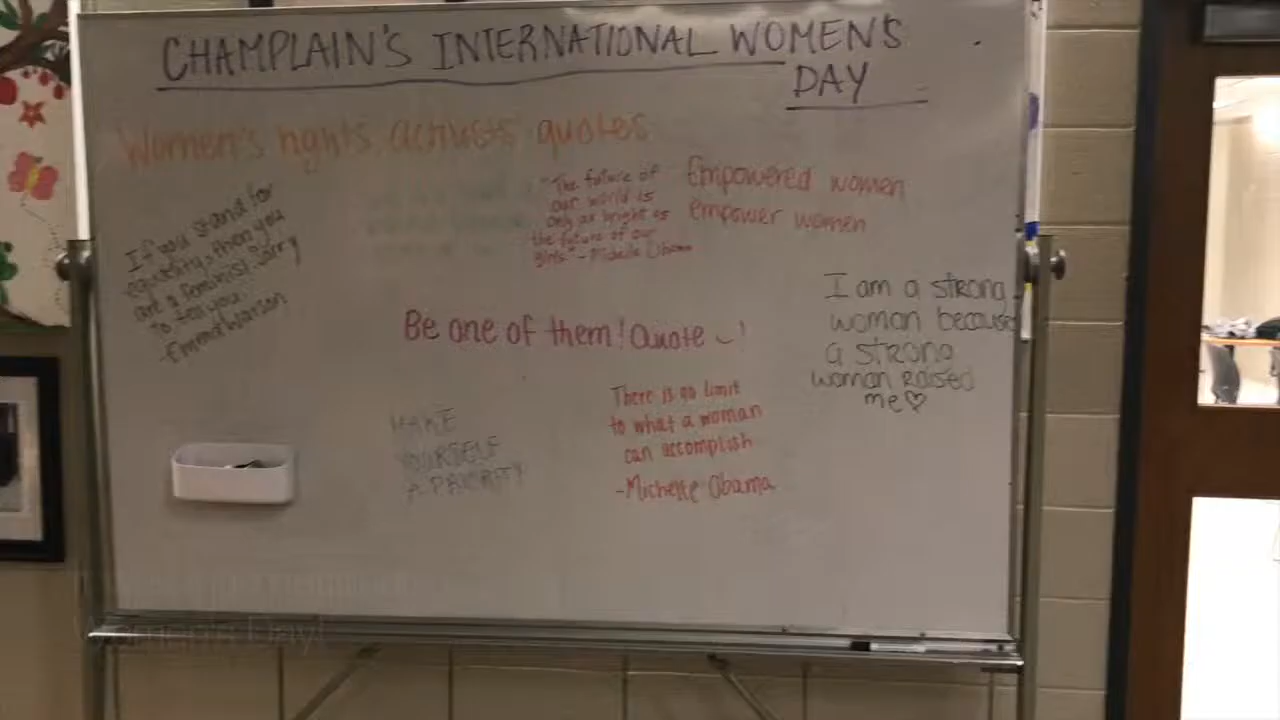 CHAMPLAIN'S INTERNATIONAL WOMEN'S
DAY
Women's rights activists quotes
If you stand for
equality, then you
are a feminist. Sorry
to tell you.
-Emma Watson
"The future of
our world is
only as bright as
the future of our
girls." - Michelle Obama
Empowered women
empower women
Be one of them! Quote
I am a strong
woman because
a strong
woman raised
me♡
MAKE
YOURSELF
A PRIORITY
There is no limit
to what a woman
can accomplish
-Michelle Obama
Women's Day!